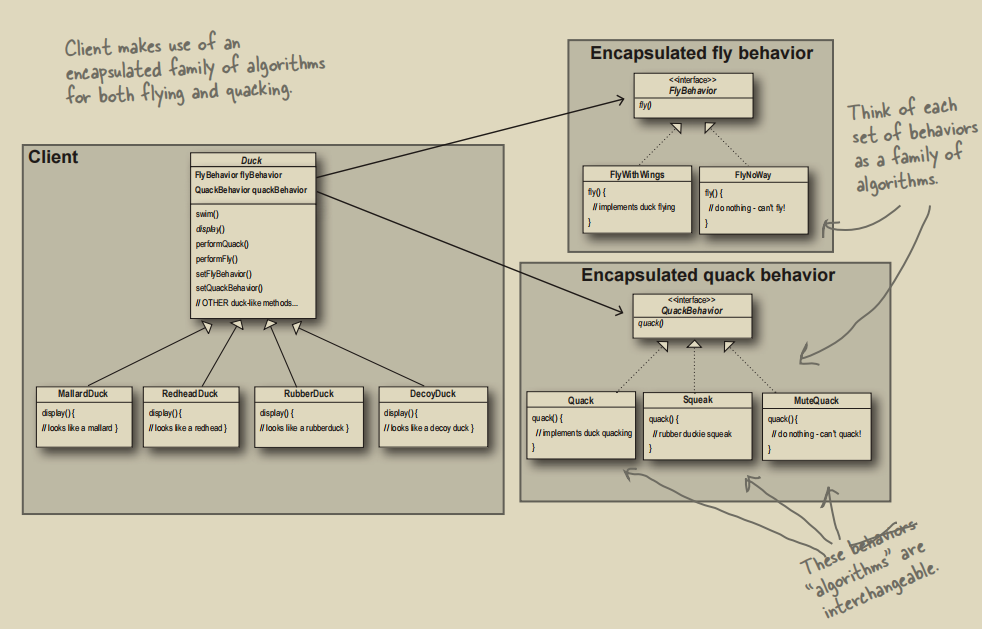 Client makes use of an
encapsulated family of algorithms
for both flying and quacking.
Encapsulated fly behavior
<<interface>>
FlyBehavior
fly()
FlyWithWings
fly() {
// implements duck flying
}
FlyNoWay
fly() {
// do nothing - can't fly!
}
Think of each
set of behaviors
as a family of
algorithms.
Client
Duck
FlyBehavior flyBehavior
QuackBehavior quackBehavior
swim()
display()
performQuack()
performFly()
setFlyBehavior()
setQuackBehavior()
// OTHER duck-like methods...
MallardDuck
display() {
// looks like a mallard }
RedheadDuck
display() {
// looks like a redhead }
RubberDuck
display() {
// looks like a rubberduck }
DecoyDuck
display() {
// looks like a decoy duck }
Encapsulated quack behavior
<<interface>>
QuackBehavior
quack()
Quack
quack() {
// implements duck quacking
}
Squeak
quack() {
// rubber duckie squeak
}
MuteQuack
quack() {
// do nothing - can't quack!
}
These behaviors
"algorithms" are
interchangeable.